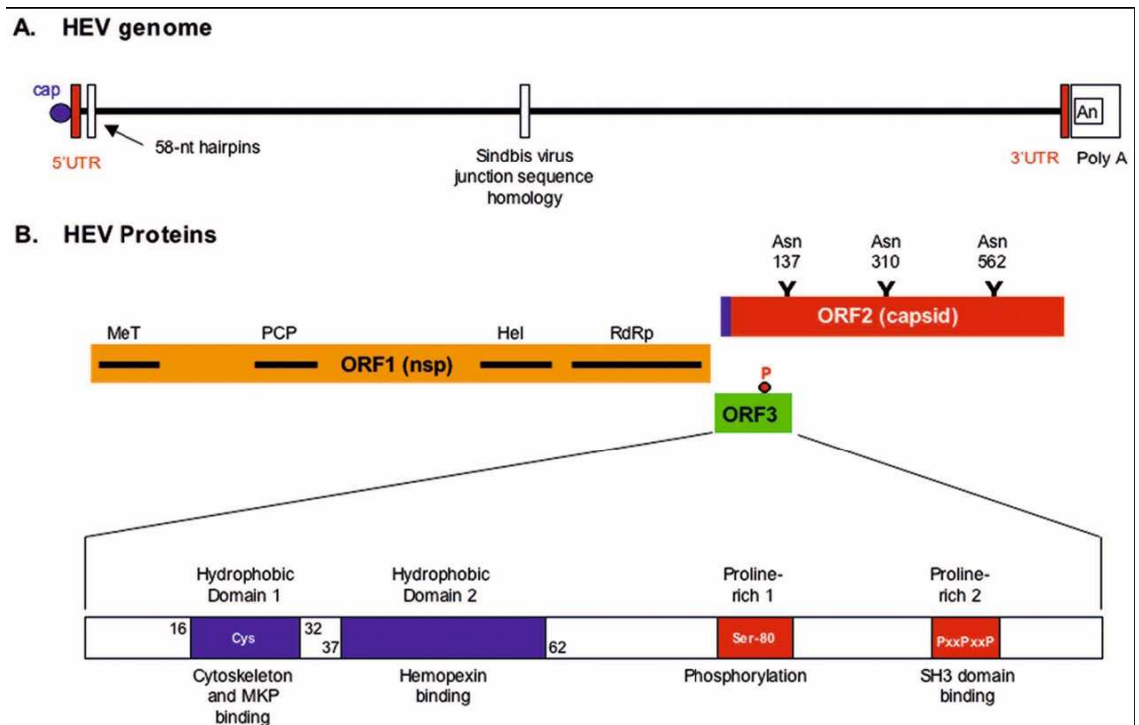 A. HEV genome
cap
An
58-nt hairpins
5'UTR
Sindbis virus
junction sequence
homology
3'UTR
Poly A
B. HEV Proteins
Asn
137
Asn
310
Asn
562
ORF2 (capsid)
MeT
PCP
Hel
RdRp
ORF1 (nsp)
P
ORF3
Hydrophobic
Domain 1
Hydrophobic
Domain 2
Proline-
rich 1
Proline-
rich 2
16
Cys
32
37
62
Ser-80
PxxPxxP
Cytoskeleton
and MKP
binding
Hemopexin
binding
Phosphorylation
SH3 domain
binding